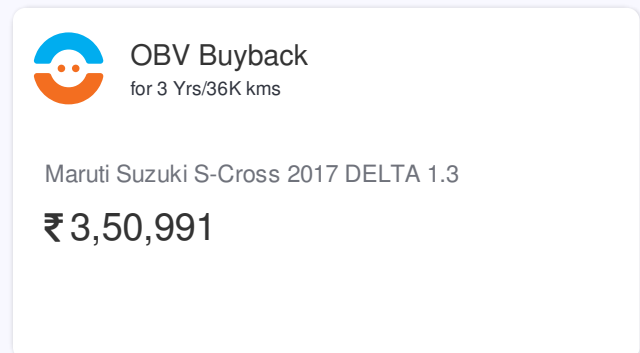 OBV Buyback
for 3 Yrs/36K kms
Maruti Suzuki S-Cross 2017 DELTA 1.3
₹ 3,50,991